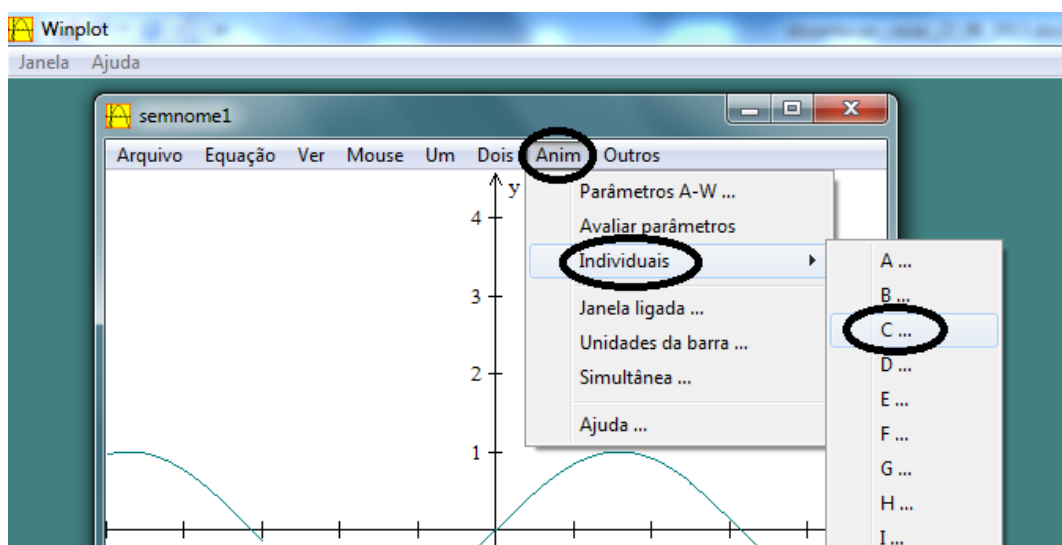 Winplot
Janela Ajuda
semnome1
Arquivo Equação Ver Mouse Um Dois Anim Outros
y
4
3
2
1
Parâmetros A-W ...
Avaliar parâmetros
Individuais
Janela ligada ...
Unidades da barra ...
Simultânea ...
Ajuda ...
A ...
B ...
C ...
D ...
E ...
F ...
G ...
H ...
I ...